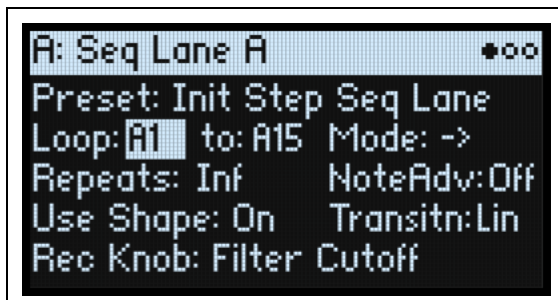 A: Seq Lane A
Preset: Init Step Seq Lane
Loop: A1 to: A15 Mode: ->
Repeats: Inf NoteAdv:Off
Use Shape: On Transitn:Lin
Rec Knob: Filter Cutoff